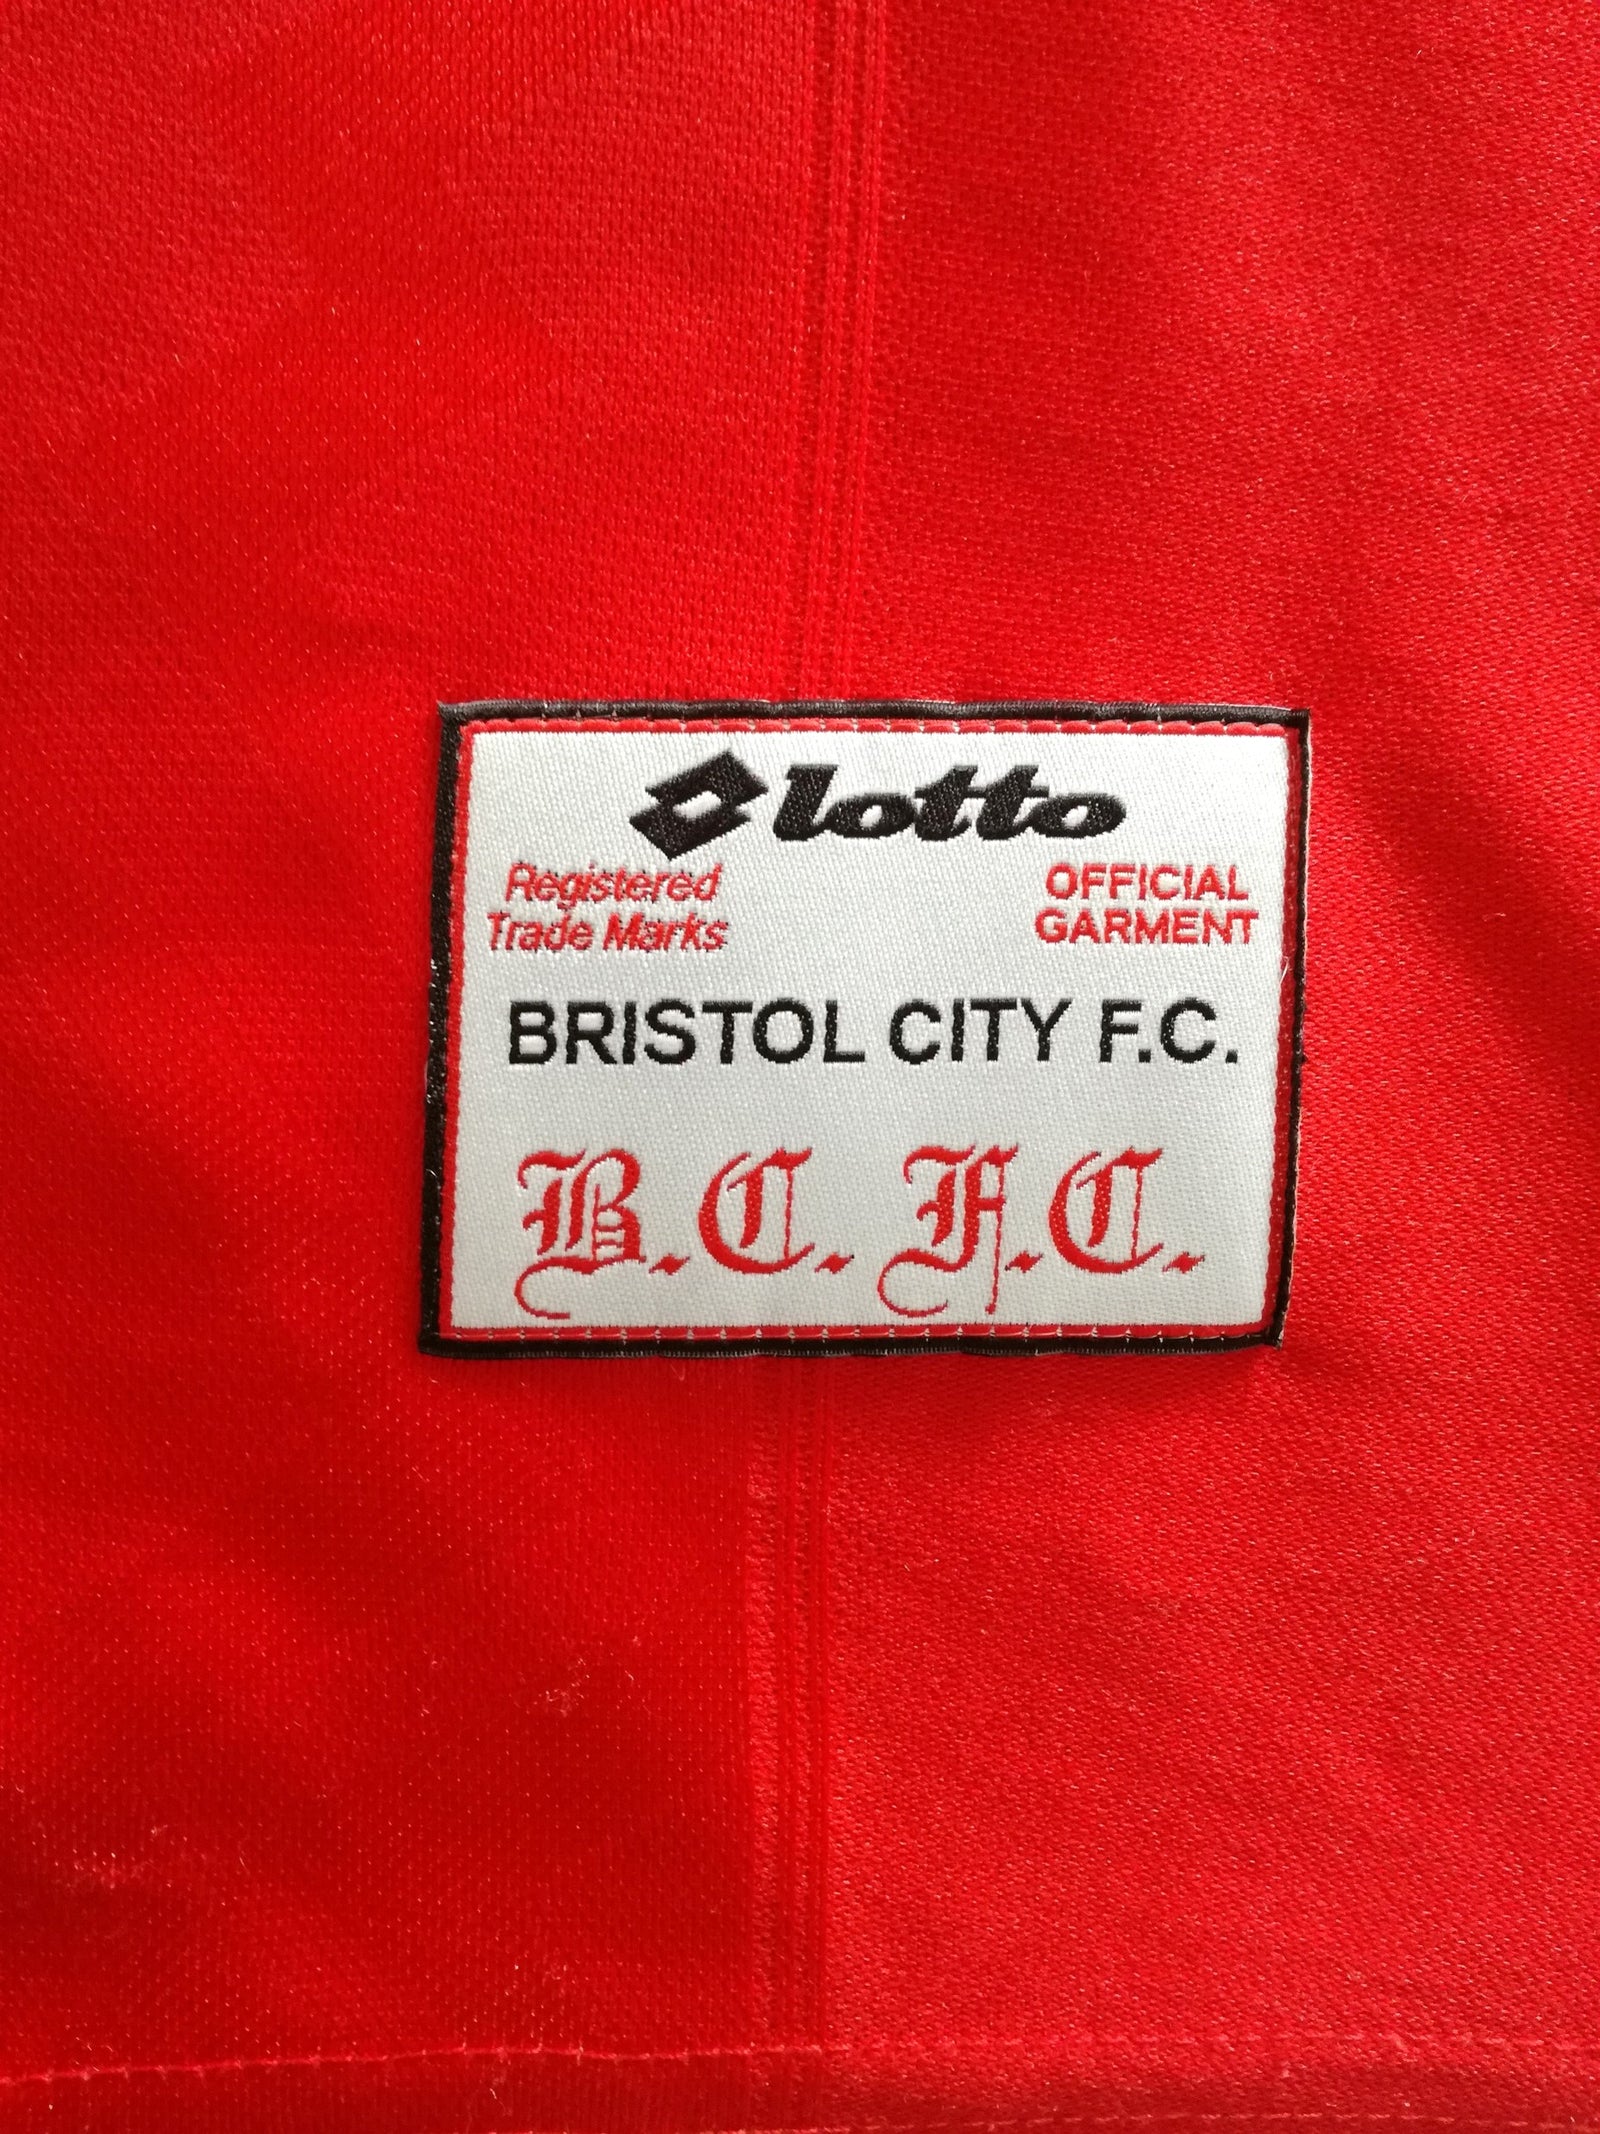 lotto
Registered
Trade Marks
OFFICIAL
GARMENT
BRISTOL CITY F.C.
B.C. F.C.